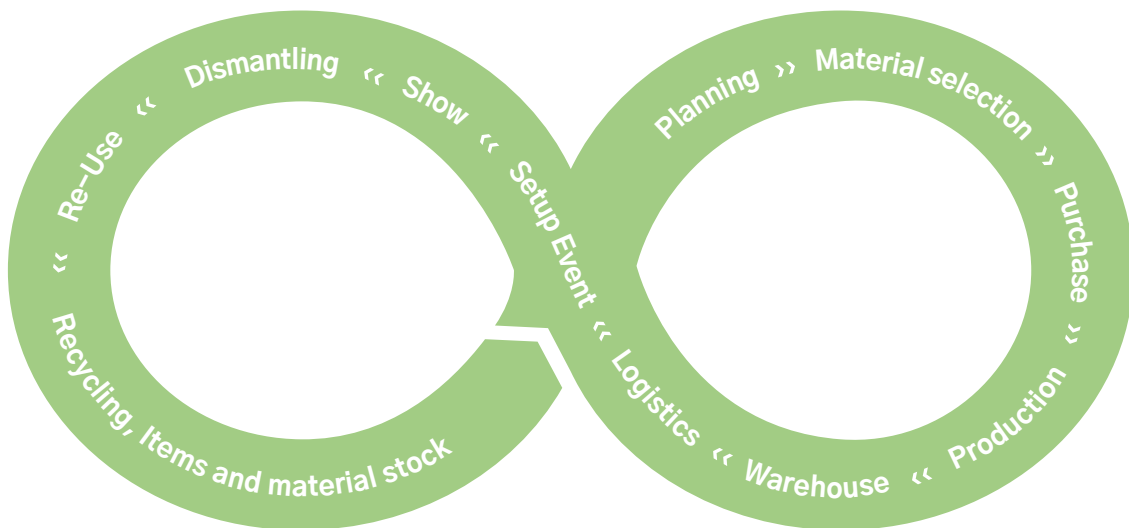 Planning ››
Material selection ››
Purchase ››
Production ‹‹
Warehouse ‹‹
Logistics ‹‹
Setup Event ‹‹
Show ‹‹
Dismantling ‹‹
Re-Use ‹‹
Recycling, Items and material stock